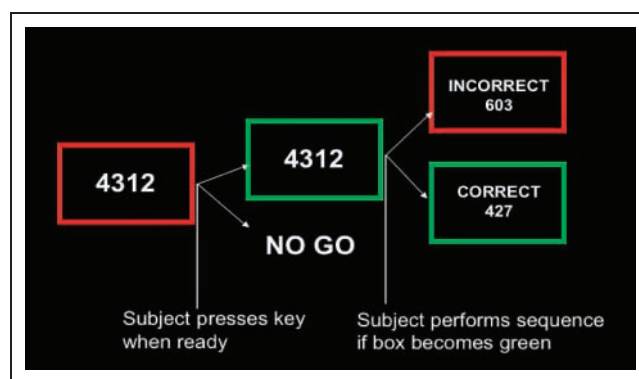 4312
4312
NO GO
INCORRECT
603
CORRECT
427
Subject presses key
when ready
Subject performs sequence
if box becomes green